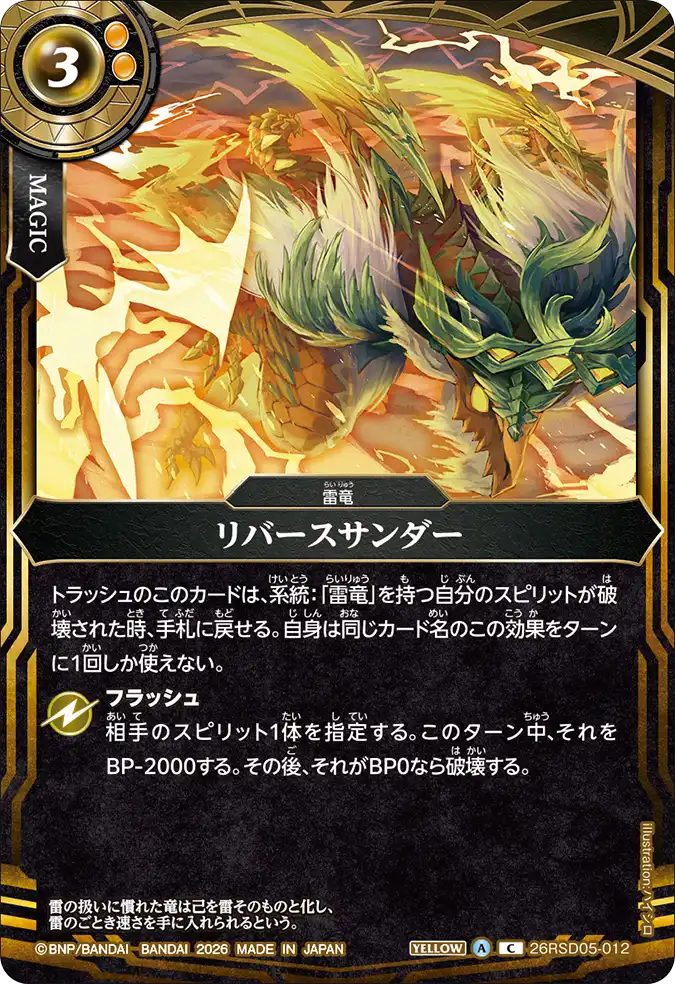 3
MAGIC
らいりゅう
雷竜
リバースサンダー
トラッシュのこのカードは、系統:「雷竜」を持つ自分のスピリットが破
壊された時、手札に戻せる。自身は同じカード名のこの効果をターン
に1回しか使えない。
フラッシュ
相手のスピリット1体を指定する。このターン中、それを
BP-2000する。その後、それがBP0なら破壊する。
illustration:ハイシロ
雷の扱いに慣れた竜は己を雷そのものと化し、
雷のごとき速さを手に入れられるという。
©BNP/BANDAI BANDAI 2026 MADE IN JAPAN
YELLOW A C 26RSD05-012